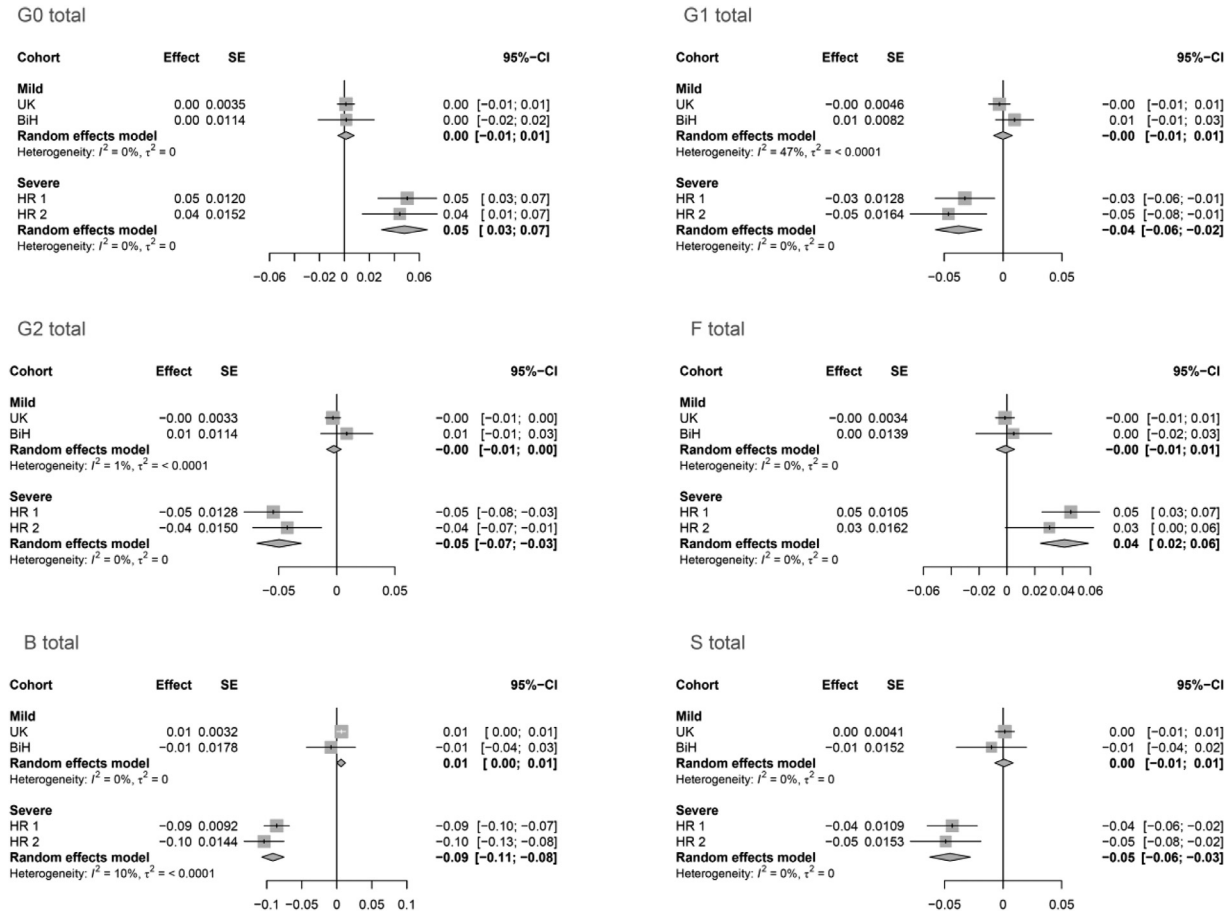 G0 total
Cohort Effect SE 95%−CI
Mild
UK 0.00 0.0035 0.00 [−0.01; 0.01]
BiH 0.00 0.0114 0.00 [−0.02; 0.02]
Random effects model 0.00 [−0.01; 0.01]
Heterogeneity: I² = 0%, τ² = 0
Severe
HR 1 0.05 0.0120 0.05 [ 0.03; 0.07]
HR 2 0.04 0.0152 0.04 [ 0.01; 0.07]
Random effects model 0.05 [ 0.03; 0.07]
Heterogeneity: I² = 0%, τ² = 0
−0.06 −0.02 0 0.02 0.06
G1 total
Cohort Effect SE 95%−CI
Mild
UK −0.00 0.0046 −0.00 [−0.01; 0.01]
BiH 0.01 0.0082 0.01 [−0.01; 0.03]
Random effects model −0.00 [−0.01; 0.01]
Heterogeneity: I² = 47%, τ² = < 0.0001
Severe
HR 1 −0.03 0.0128 −0.03 [−0.06; −0.01]
HR 2 −0.05 0.0164 −0.05 [−0.08; −0.01]
Random effects model −0.04 [−0.06; −0.02]
Heterogeneity: I² = 0%, τ² = 0
−0.05 0 0.05
G2 total
Cohort Effect SE 95%−CI
Mild
UK −0.00 0.0033 −0.00 [−0.01; 0.00]
BiH 0.01 0.0114 0.01 [−0.01; 0.03]
Random effects model −0.00 [−0.01; 0.00]
Heterogeneity: I² = 1%, τ² = < 0.0001
Severe
HR 1 −0.05 0.0128 −0.05 [−0.08; −0.03]
HR 2 −0.04 0.0150 −0.04 [−0.07; −0.01]
Random effects model −0.05 [−0.07; −0.03]
Heterogeneity: I² = 0%, τ² = 0
−0.05 0 0.05
F total
Cohort Effect SE 95%−CI
Mild
UK −0.00 0.0034 −0.00 [−0.01; 0.01]
BiH 0.00 0.0139 0.00 [−0.02; 0.03]
Random effects model −0.00 [−0.01; 0.01]
Heterogeneity: I² = 0%, τ² = 0
Severe
HR 1 0.05 0.0105 0.05 [ 0.03; 0.07]
HR 2 0.03 0.0162 0.03 [ 0.00; 0.06]
Random effects model 0.04 [ 0.02; 0.06]
Heterogeneity: I² = 0%, τ² = 0
−0.06 −0.02 0 0.02 0.04 0.06
B total
Cohort Effect SE 95%−CI
Mild
UK 0.01 0.0032 0.01 [ 0.00; 0.01]
BiH −0.01 0.0178 −0.01 [−0.04; 0.03]
Random effects model 0.01 [ 0.00; 0.01]
Heterogeneity: I² = 0%, τ² = 0
Severe
HR 1 −0.09 0.0092 −0.09 [−0.10; −0.07]
HR 2 −0.10 0.0144 −0.10 [−0.13; −0.08]
Random effects model −0.09 [−0.11; −0.08]
Heterogeneity: I² = 10%, τ² = < 0.0001
−0.1 0 0.1 0.1
S total
Cohort Effect SE 95%−CI
Mild
UK 0.00 0.0041 0.00 [−0.01; 0.01]
BiH −0.01 0.0152 −0.01 [−0.04; 0.02]
Random effects model 0.00 [−0.01; 0.01]
Heterogeneity: I² = 0%, τ² = 0
Severe
HR 1 −0.04 0.0109 −0.04 [−0.06; −0.02]
HR 2 −0.05 0.0153 −0.05 [−0.08; −0.02]
Random effects model −0.05 [−0.06; −0.03]
Heterogeneity: I² = 0%, τ² = 0
−0.05 0 0.05